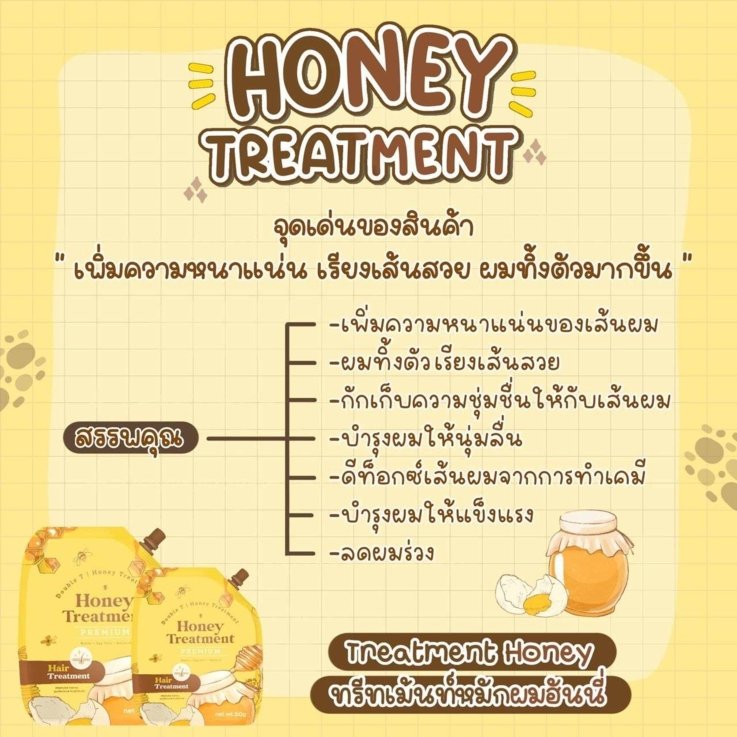 HONEY
TREATMENT
จุดเด่นของสินค้า
" เพิ่มความหนาแน่น เรียงเส้นสวย ผมทิ้งตัวมากขึ้น "
สรรพคุณ
-เพิ่มความหนาแน่นของเส้นผม
-ผมทิ้งตัวเรียงเส้นสวย
-กักเก็บความชุ่มชื่นให้กับเส้นผม
-บำรุงผมให้นุ่มลื่น
-ดีท็อกซ์เส้นผมจากการทำเคมี
-บำรุงผมให้แข็งแรง
-ลดผมร่วง
Double T | Honey Treatment
Honey
Treatment
PREMIUM
Hair
Treatment
net
Double T | Honey Treatment
Honey
Treatment
PREMIUM
Hair
Treatment
net wt.50g
Treatment Honey
ทรีทเม้นท์หมักผมฮันนี่